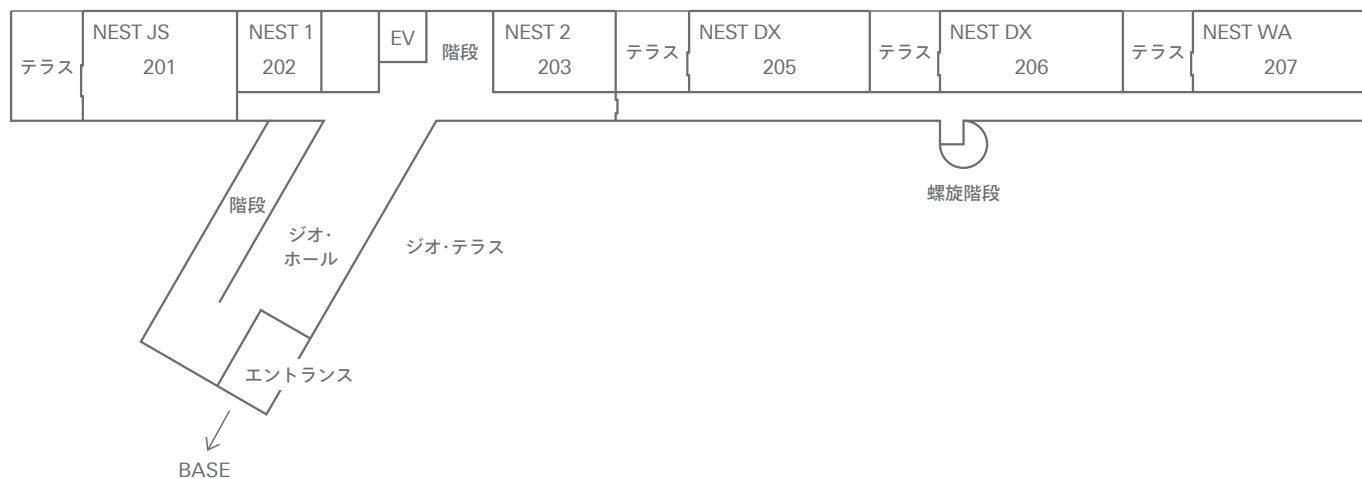 テラス
NEST JS
201
NEST 1
202
EV
階段
NEST 2
203
テラス
NEST DX
205
テラス
NEST DX
206
テラス
NEST WA
207
階段
ジオ・
ホール
ジオ・テラス
螺旋階段
エントランス
BASE